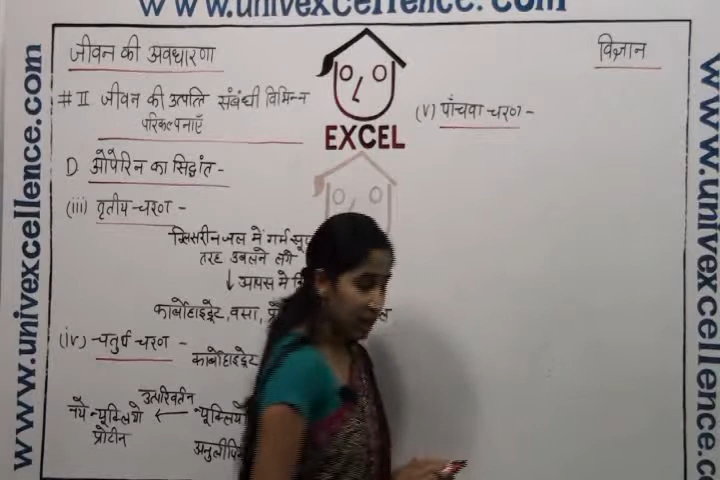 www.univexcellence.com
www.univexcellence.com
www.univexcellence.com
जीवन की अवधारणा
विज्ञान
# II जीवन की उत्पति संबंधी विभिन्न
परिकल्पनाएँ
EXCEL
(v) पाँचवा चरण -
D ओपेरिन का सिद्धांत -
(iii) तृतीय चरण -
जल में गर्म
तरह उबलने लगे
↓ आपस में
कार्बोहाइड्रेट, वसा,
(iv) चतुर्थ चरण -
कार्बोहाइड्रेट
उत्परिवर्तन
नये न्यूक्लियो ←
प्रोटीन